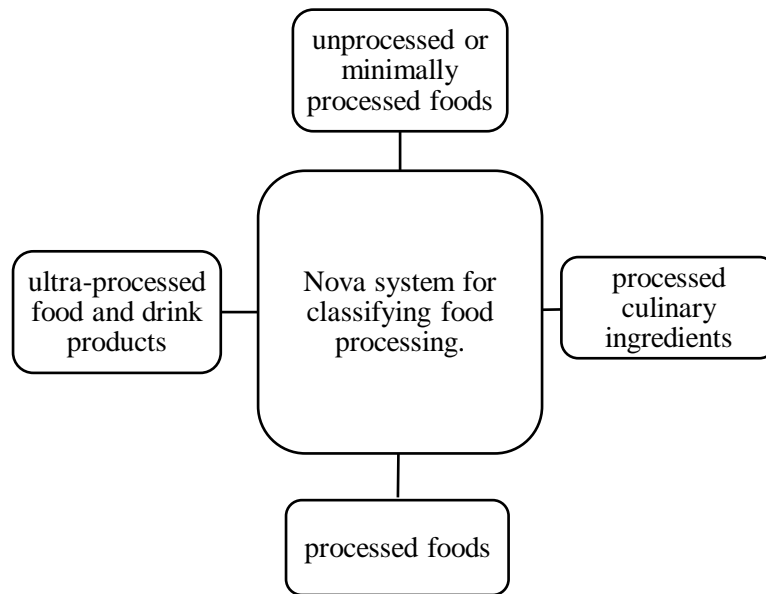 unprocessed or
minimally
processed foods
ultra-processed
food and drink
products
Nova system for
classifying food
processing.
processed
culinary
ingredients
processed foods